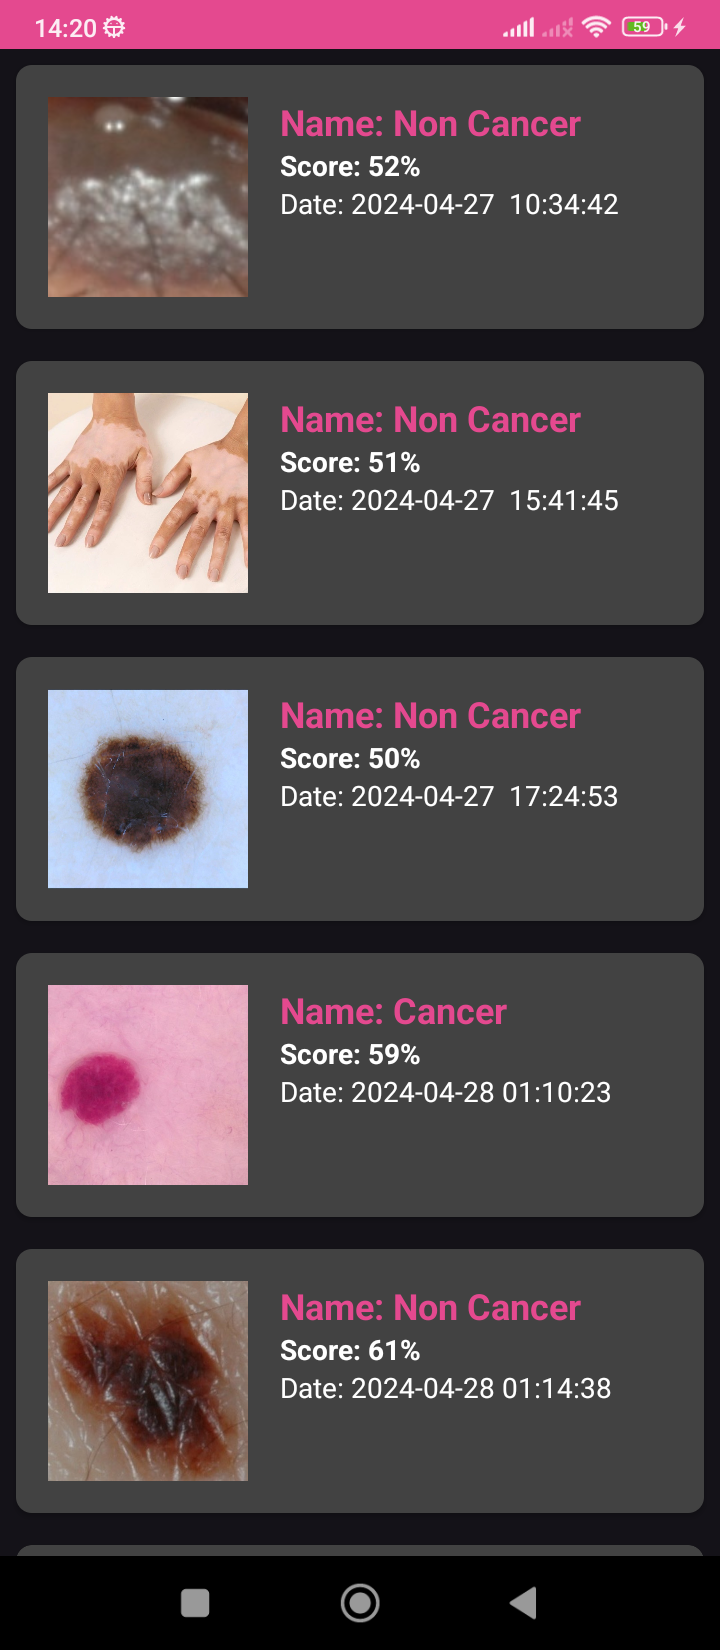 14:20
59
Name: Non Cancer
Score: 52%
Date: 2024-04-27  10:34:42
Name: Non Cancer
Score: 51%
Date: 2024-04-27  15:41:45
Name: Non Cancer
Score: 50%
Date: 2024-04-27  17:24:53
Name: Cancer
Score: 59%
Date: 2024-04-28 01:10:23
Name: Non Cancer
Score: 61%
Date: 2024-04-28 01:14:38